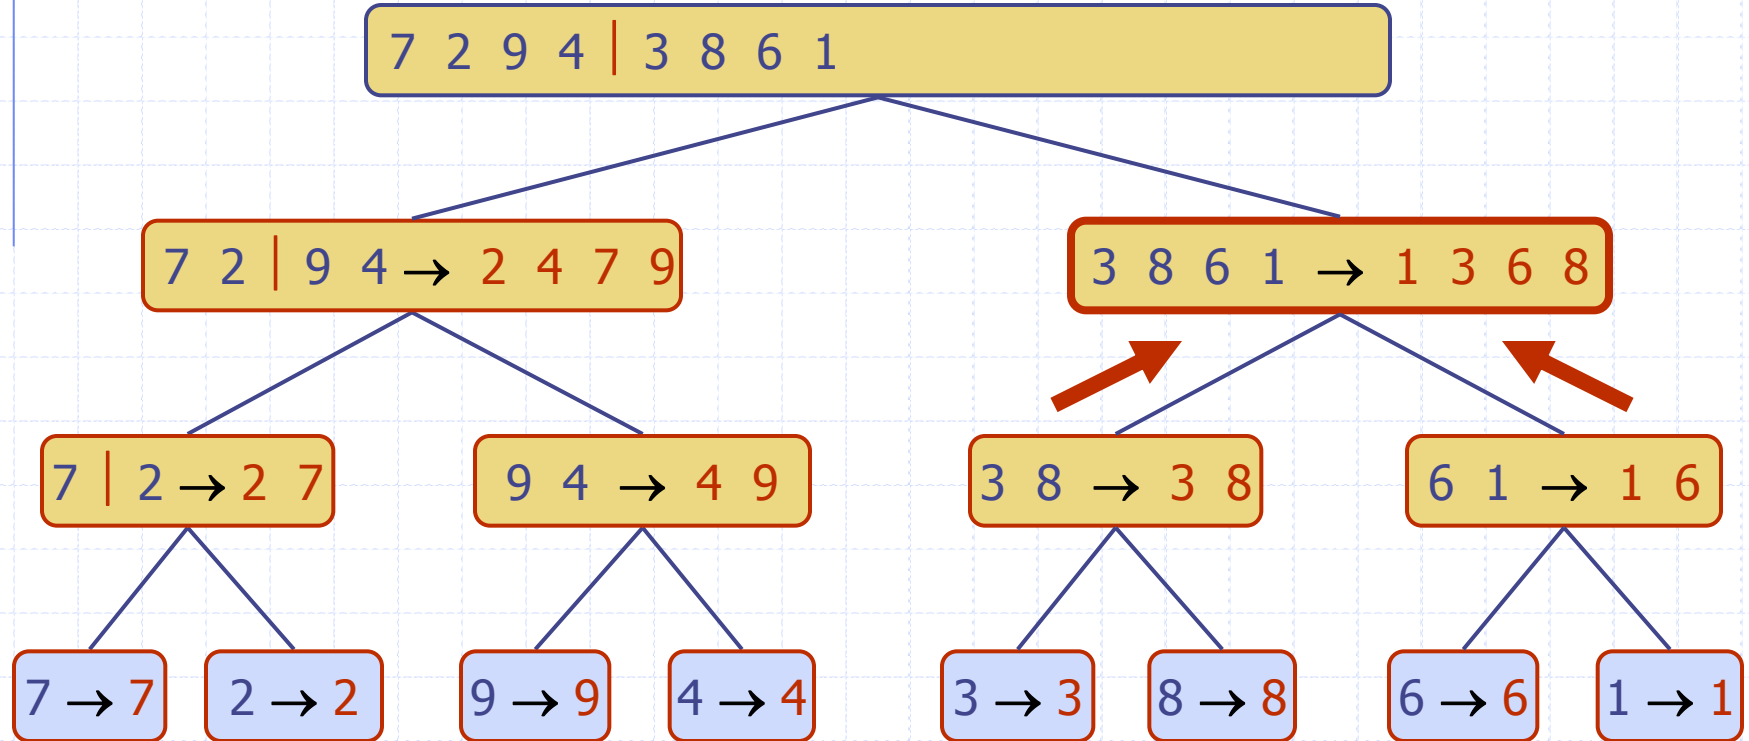 7 2 9 4 | 3 8 6 1
7 2 | 9 4 → 2 4 7 9
3 8 6 1 → 1 3 6 8
7 | 2 → 2 7
9 4 → 4 9
3 8 → 3 8
6 1 → 1 6
7 → 7
2 → 2
9 → 9
4 → 4
3 → 3
8 → 8
6 → 6
1 → 1